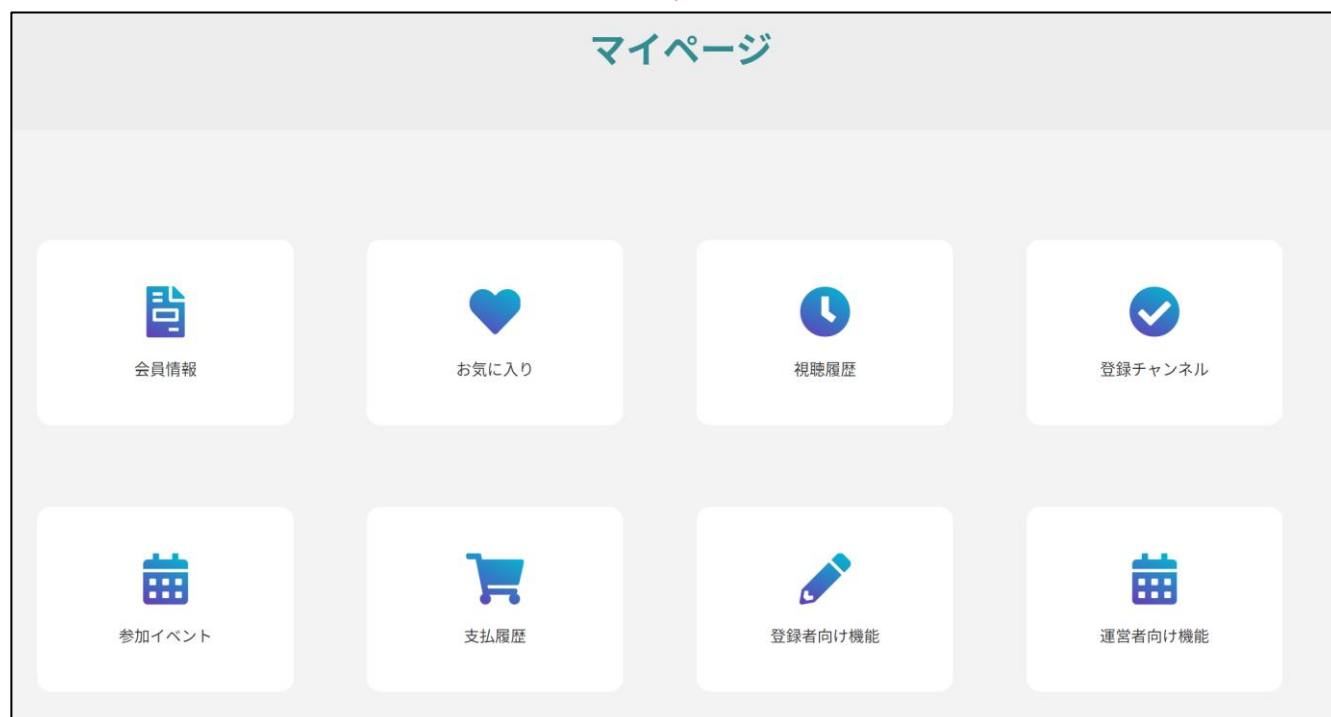 マイページ
会員情報
お気に入り
視聴履歴
登録チャンネル
参加イベント
支払履歴
登録者向け機能
運営者向け機能